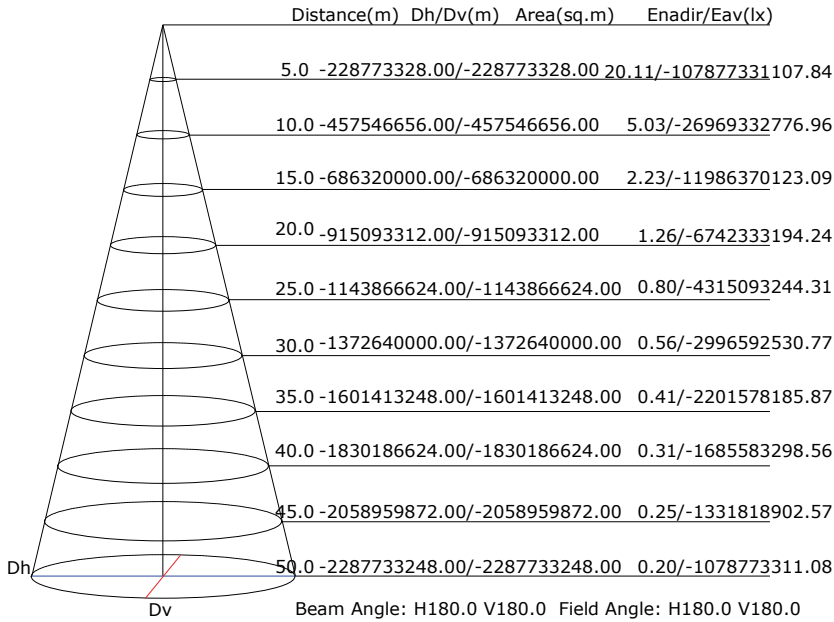 Distance(m) Dh/Dv(m) Area(sq.m) Enadir/Eav(lx)
5.0 -228773328.00/-228773328.00 20.11/-107877331107.84
10.0 -457546656.00/-457546656.00 5.03/-26969332776.96
15.0 -686320000.00/-686320000.00 2.23/-11986370123.09
20.0 -915093312.00/-915093312.00 1.26/-6742333194.24
25.0 -1143866624.00/-1143866624.00 0.80/-4315093244.31
30.0 -1372640000.00/-1372640000.00 0.56/-2996592530.77
35.0 -1601413248.00/-1601413248.00 0.41/-2201578185.87
40.0 -1830186624.00/-1830186624.00 0.31/-1685583298.56
45.0 -2058959872.00/-2058959872.00 0.25/-1331818902.57
Dh 50.0 -2287733248.00/-2287733248.00 0.20/-1078773311.08
Dv Beam Angle: H180.0 V180.0 Field Angle: H180.0 V180.0